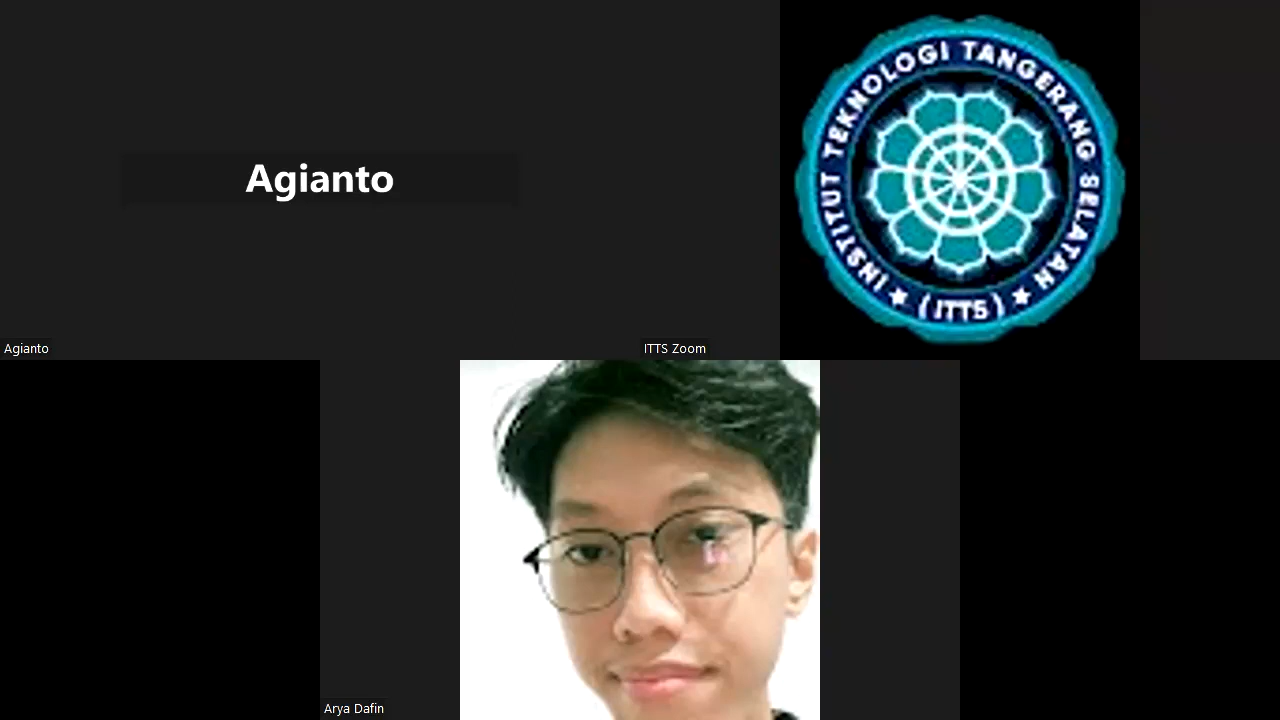 Agianto
INSTITUT TEKNOLOGI TANGERANG SELATAN
(ITTS)
Agianto
ITTS Zoom
Arya Dafin